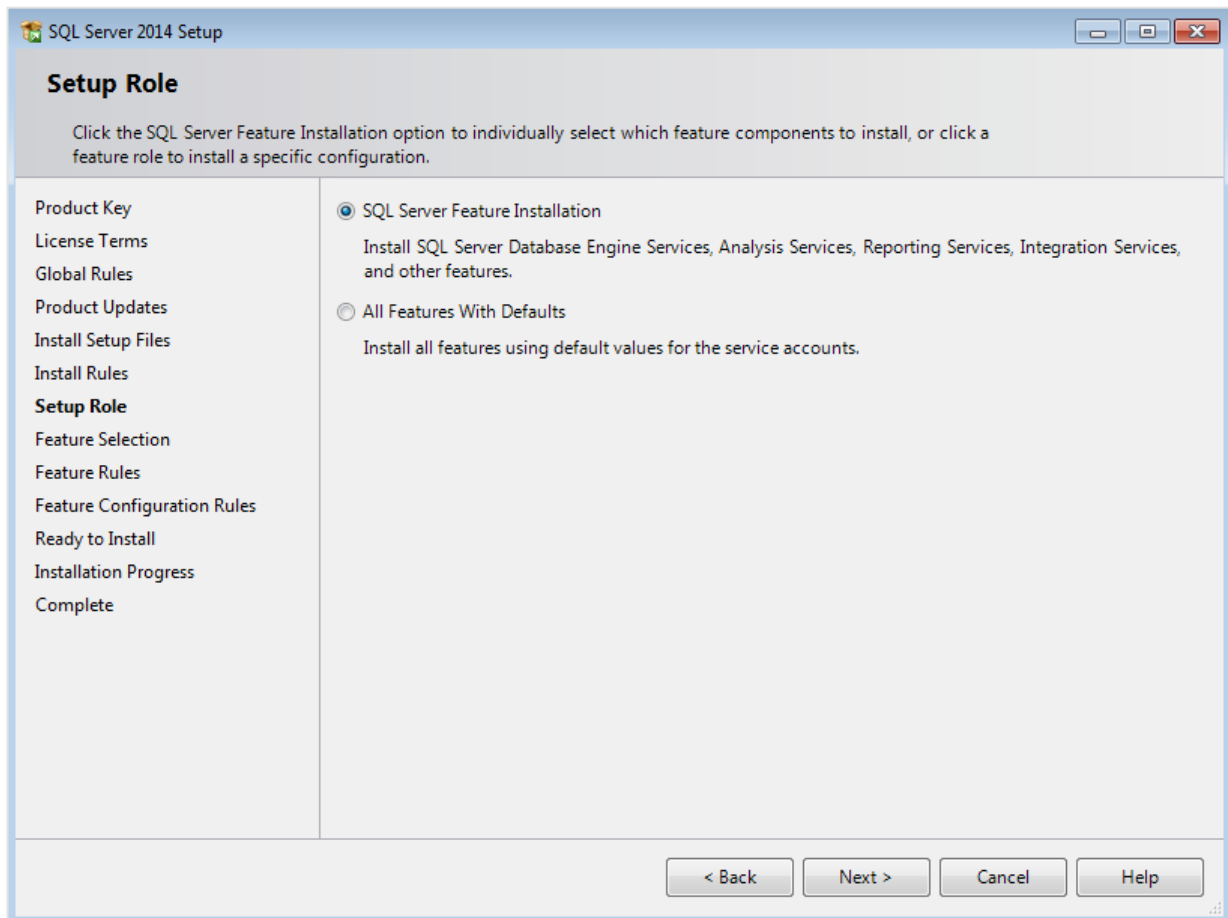 SQL Server 2014 Setup
Setup Role
Click the SQL Server Feature Installation option to individually select which feature components to install, or click a
feature role to install a specific configuration.
Product Key
License Terms
Global Rules
Product Updates
Install Setup Files
Install Rules
Setup Role
Feature Selection
Feature Rules
Feature Configuration Rules
Ready to Install
Installation Progress
Complete
SQL Server Feature Installation
Install SQL Server Database Engine Services, Analysis Services, Reporting Services, Integration Services,
and other features.
All Features With Defaults
Install all features using default values for the service accounts.
< Back
Next >
Cancel
Help